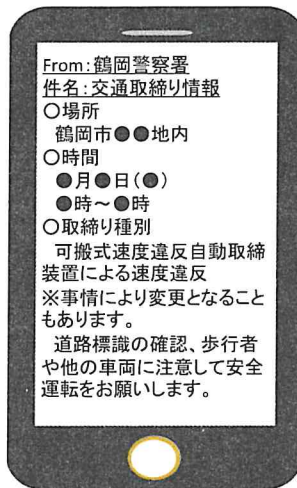 From:鶴岡警察署
件名:交通取締り情報
○場所
鶴岡市●●地内
○時間
●月●日(●)
●時～●時
○取締り種別
可搬式速度違反自動取締
装置による速度違反
※事情により変更となること
もあります。
道路標識の確認、歩行者
や他の車両に注意して安全
運転をお願いします。